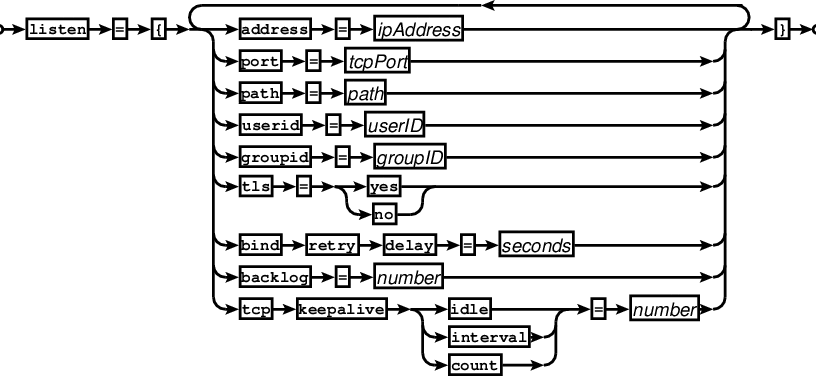 listen = { address = ipAddress }
port = tcpPort
path = path
userid = userID
groupid = groupID
tls = yes
no
bind retry delay = seconds
backlog = number
tcp keepalive idle = number
interval
count